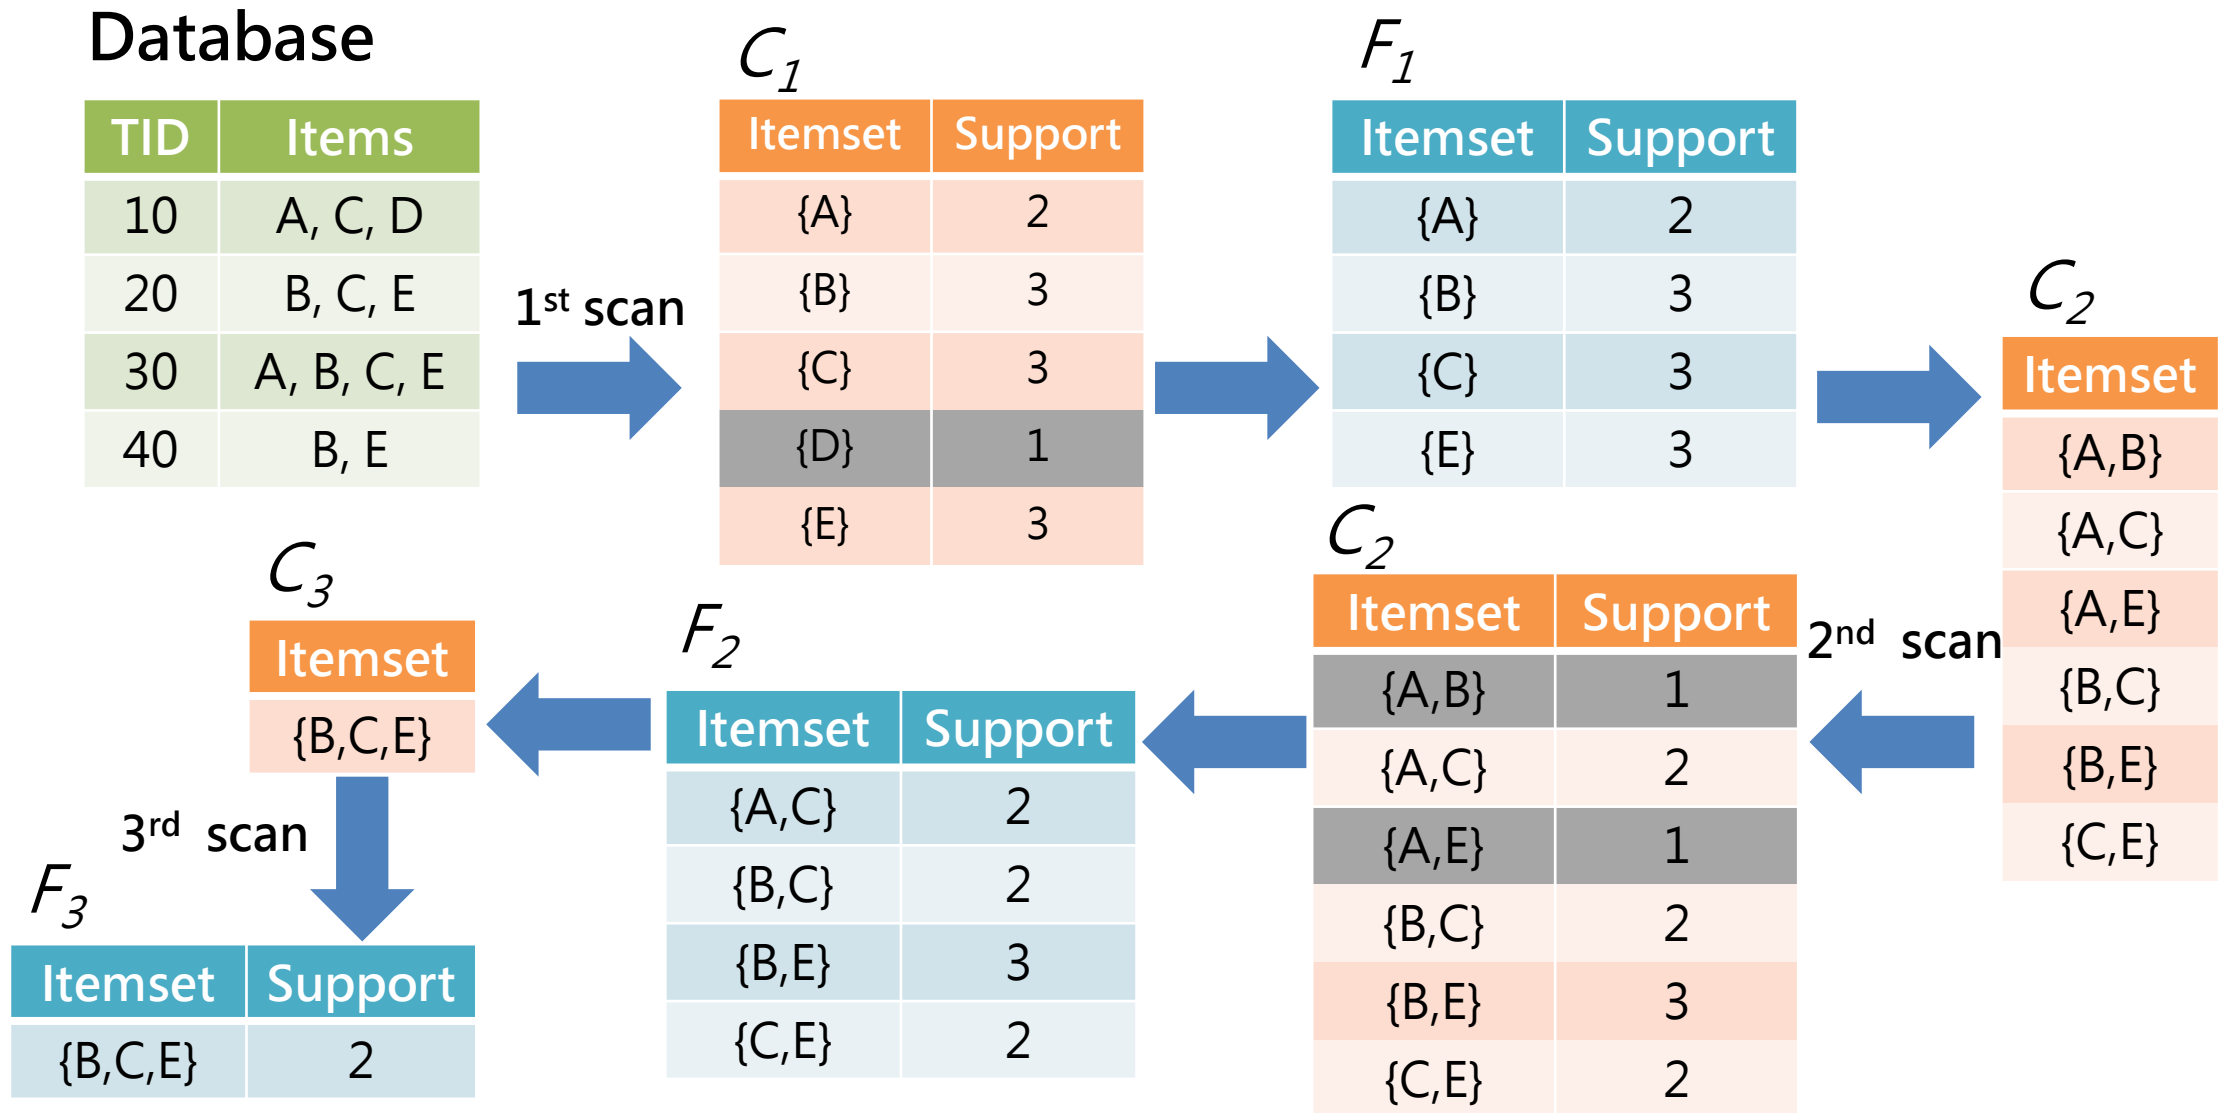 Database
TID Items
10 A, C, D
20 B, C, E
30 A, B, C, E
40 B, E
1st scan
C1
Itemset Support
{A} 2
{B} 3
{C} 3
{D} 1
{E} 3
F1
Itemset Support
{A} 2
{B} 3
{C} 3
{E} 3
C2
Itemset
{A,B}
{A,C}
{A,E}
{B,C}
{B,E}
{C,E}
2nd scan
C2
Itemset Support
{A,B} 1
{A,C} 2
{A,E} 1
{B,C} 2
{B,E} 3
{C,E} 2
F2
Itemset Support
{A,C} 2
{B,C} 2
{B,E} 3
{C,E} 2
C3
Itemset
{B,C,E}
3rd scan
F3
Itemset Support
{B,C,E} 2